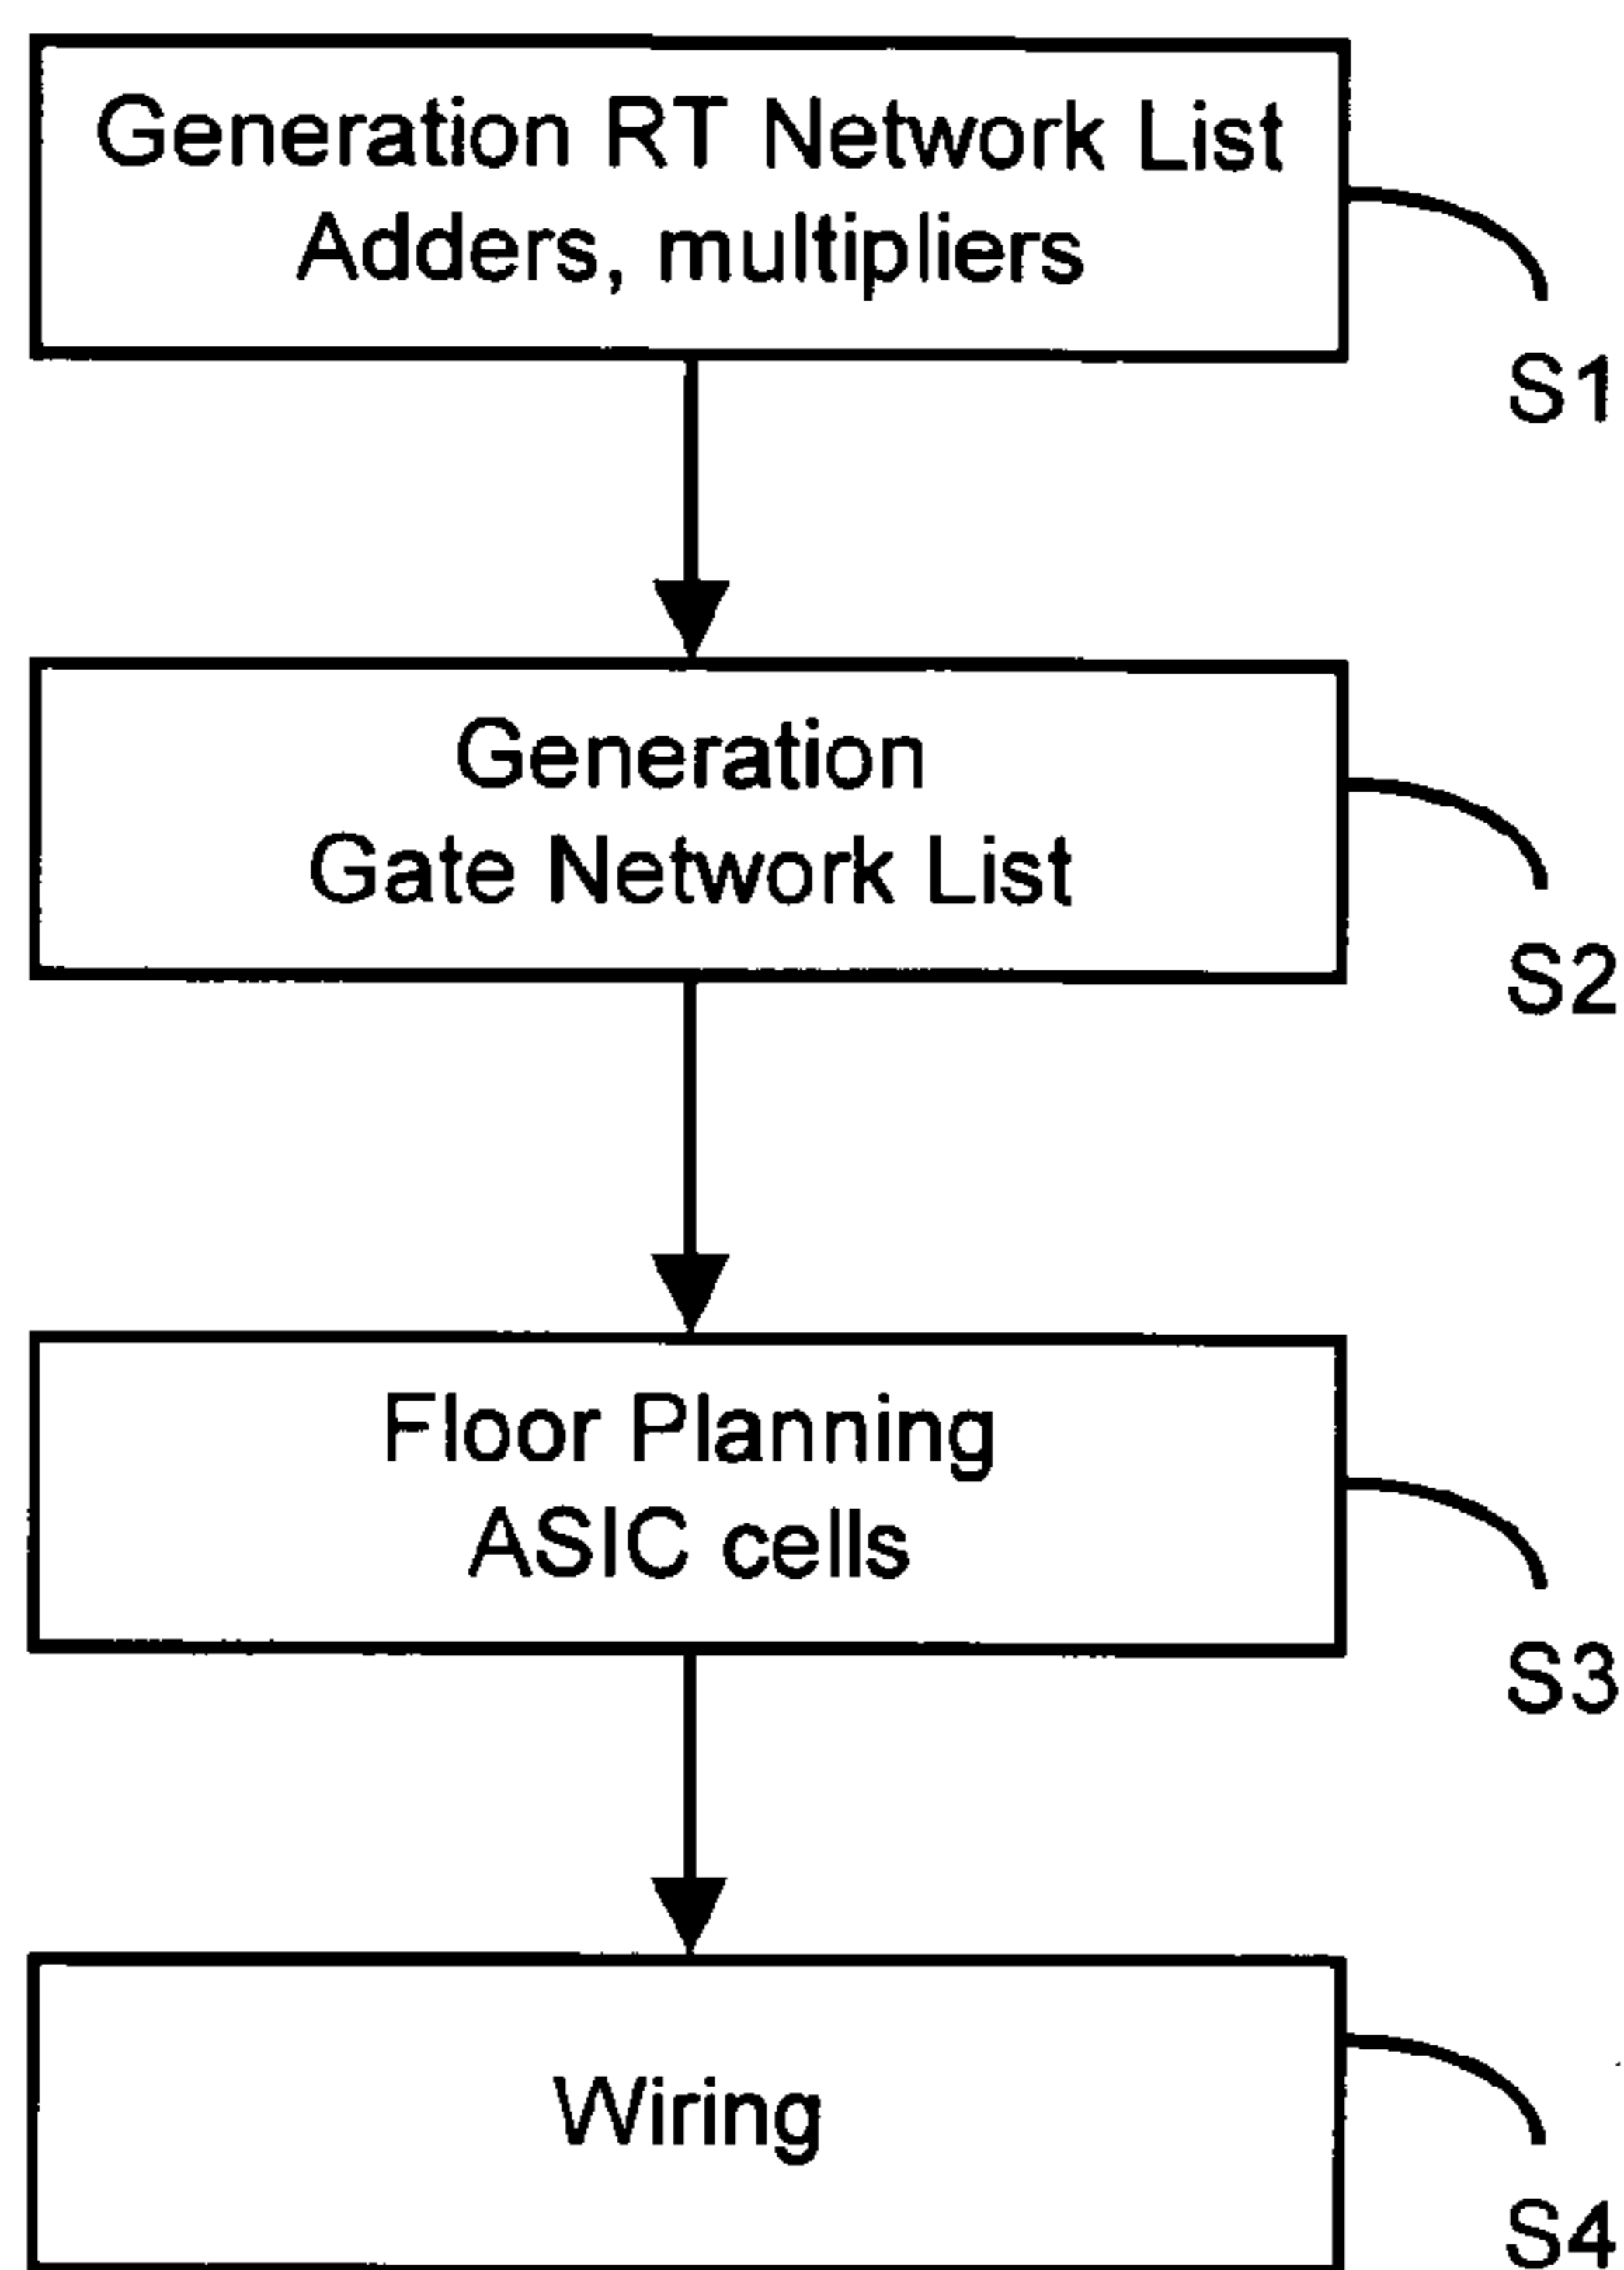 Generation RT Network List
Adders, multipliers
S1
Generation
Gate Network List
S2
Floor Planning
ASIC cells
S3
Wiring
S4